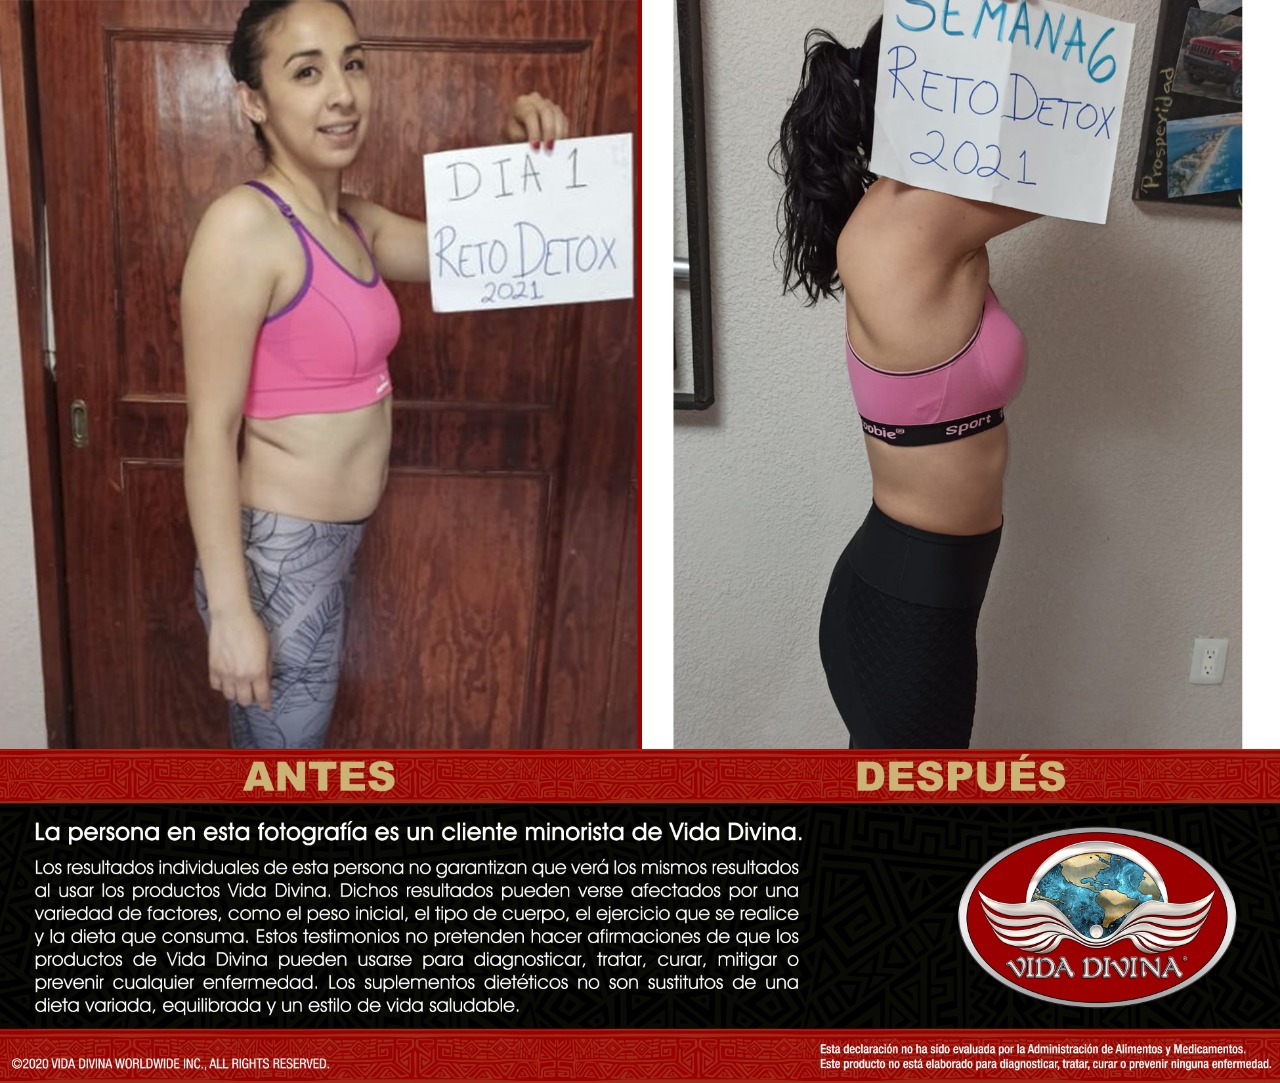 DIA 1
RETO DETOX
2021
SEMANA 6
RETO DETOX
2021
Prosperidad
obbie® Sport
ANTES
DESPUÉS
La persona en esta fotografía es un cliente minorista de Vida Divina.
Los resultados individuales de esta persona no garantizan que verá los mismos resultados
al usar los productos Vida Divina. Dichos resultados pueden verse afectados por una
variedad de factores, como el peso inicial, el tipo de cuerpo, el ejercicio que se realice
y la dieta que consuma. Estos testimonios no pretenden hacer afirmaciones de que los
productos de Vida Divina pueden usarse para diagnosticar, tratar, curar, mitigar o
prevenir cualquier enfermedad. Los suplementos dietéticos no son sustitutos de una
dieta variada, equilibrada y un estilo de vida saludable.
VIDA DIVINA®
©2020 VIDA DIVINA WORLDWIDE INC., ALL RIGHTS RESERVED.
Esta declaración no ha sido evaluada por la Administración de Alimentos y Medicamentos.
Este producto no está elaborado para diagnosticar, tratar, curar o prevenir ninguna enfermedad.